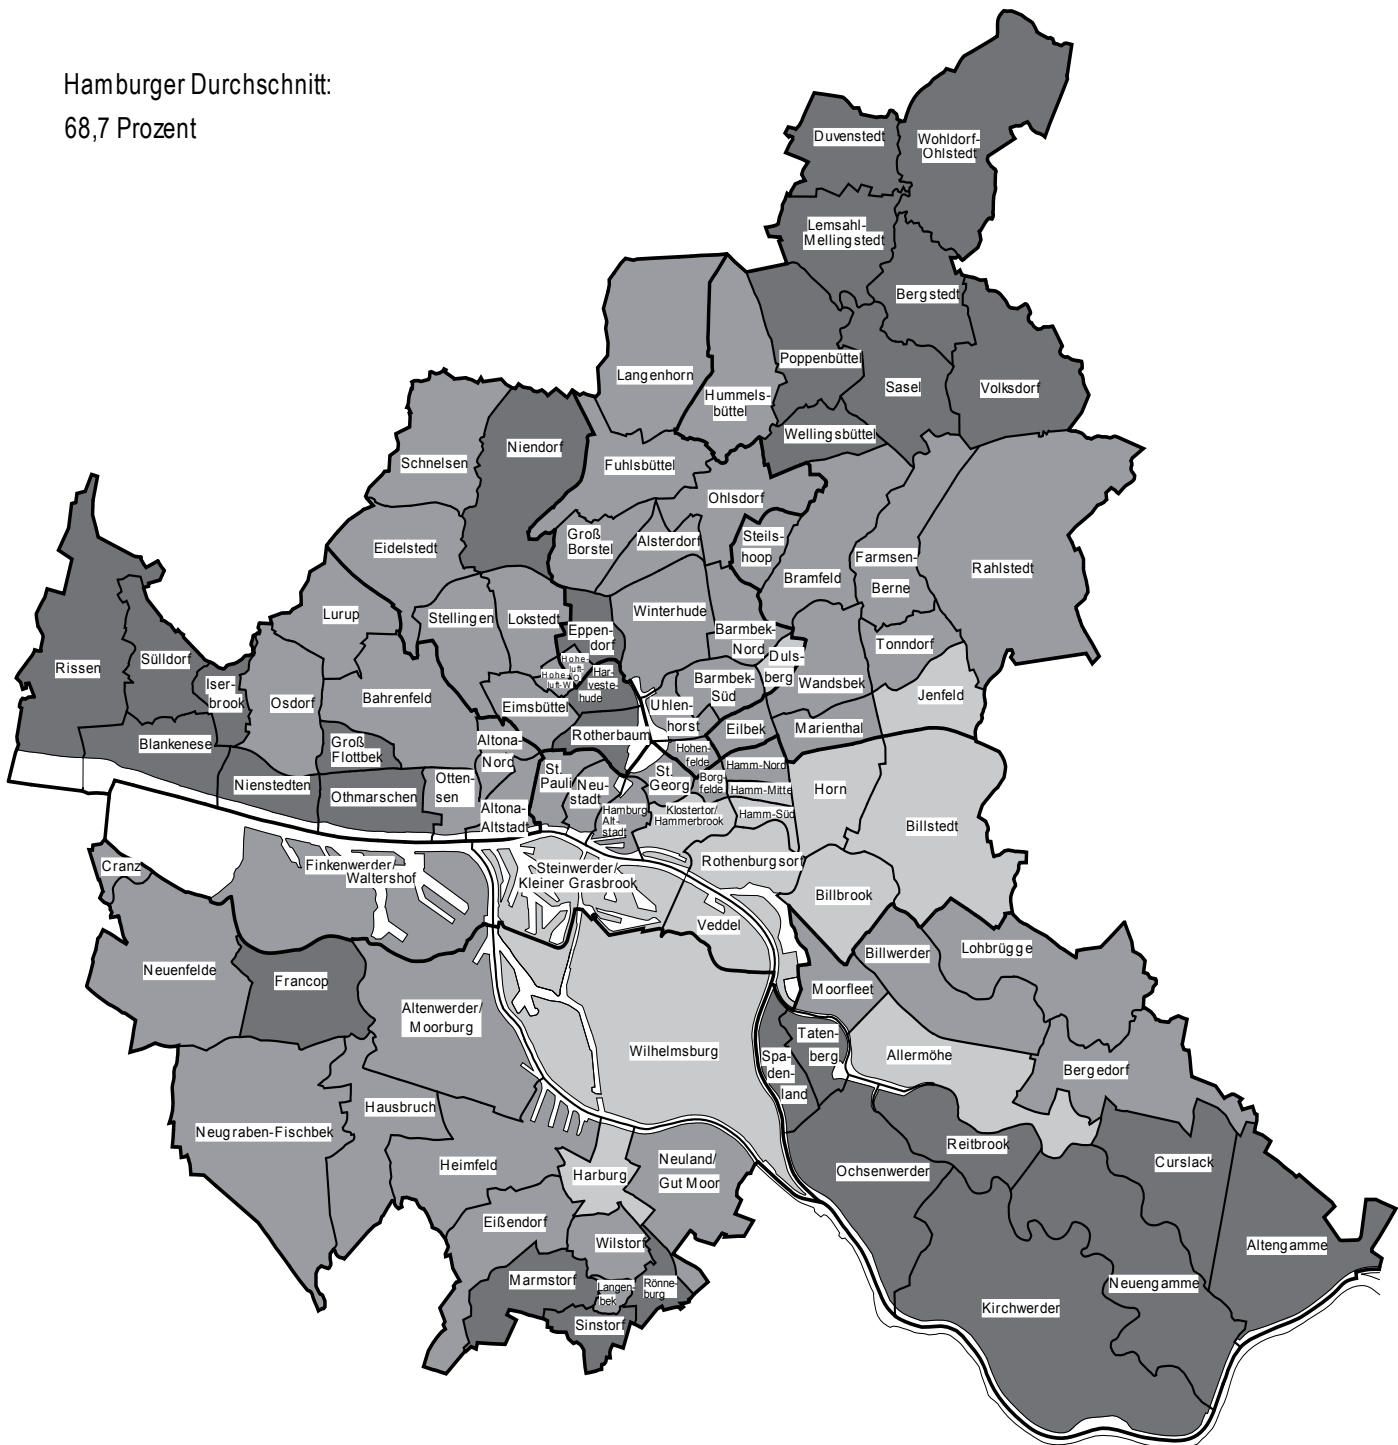 Hamburger Durchschnitt:
68,7 Prozent
Duvenstedt
Wohldorf-
Ohlstedt
Lemsahl-
Mellingstedt
Bergstedt
Poppenbüttel
Sasel
Volksdorf
Wellingsbüttel
Langenhorn
Hummels-
büttel
Niendorf
Schnelsen
Fuhlsbüttel
Ohlsdorf
Groß
Borstel
Alsterdorf
Steils-
hoop
Eidelstedt
Farmsen-
Berne
Bramfeld
Rahlstedt
Lurup
Stellingen
Lokstedt
Winterhude
Eppen-
dorf
Barmbek-
Nord
Duls-
berg
Tonndorf
Rissen
Sülldorf
Iser-
brook
Osdorf
Bahrenfeld
Hohe-
luft-O
Hohe-
luft-W
Har-
veste-
hude
Barmbek-
Süd
Wandsbek
Jenfeld
Eimsbüttel
Uhlen-
horst
Eilbek
Marienthal
Blankenese
Groß
Flottbek
Altona-
Nord
Rotherbaum
Hohen-
felde
Hamm-Nord
Nienstedten
Othmarschen
Otten-
sen
St.
Pauli
Neu-
stadt
St.
Georg
Borg-
felde
Hamm-Mitte
Horn
Altona-
Altstadt
Hamburg
Alt-
stadt
Klostertor/
Hammerbrook
Hamm-Süd
Billstedt
Cranz
Finkenwerder/
Waltershof
Steinwerder/
Kleiner Grasbrook
Rothenburgsort
Billbrook
Veddel
Neuenfelde
Francop
Billwerder
Lohbrügge
Moorfleet
Altenwerder/
Moorburg
Wilhelmsburg
Taten-
berg
Spa-
den-
land
Allermöhe
Bergedorf
Hausbruch
Neugraben-Fischbek
Heimfeld
Harburg
Neuland/
Gut Moor
Ochsenwerder
Reitbrook
Curslack
Eißendorf
Wilstorf
Altengamme
Marmstorf
Langen-
bek
Rönne-
burg
Neuengamme
Kirchwerder
Sinstorf